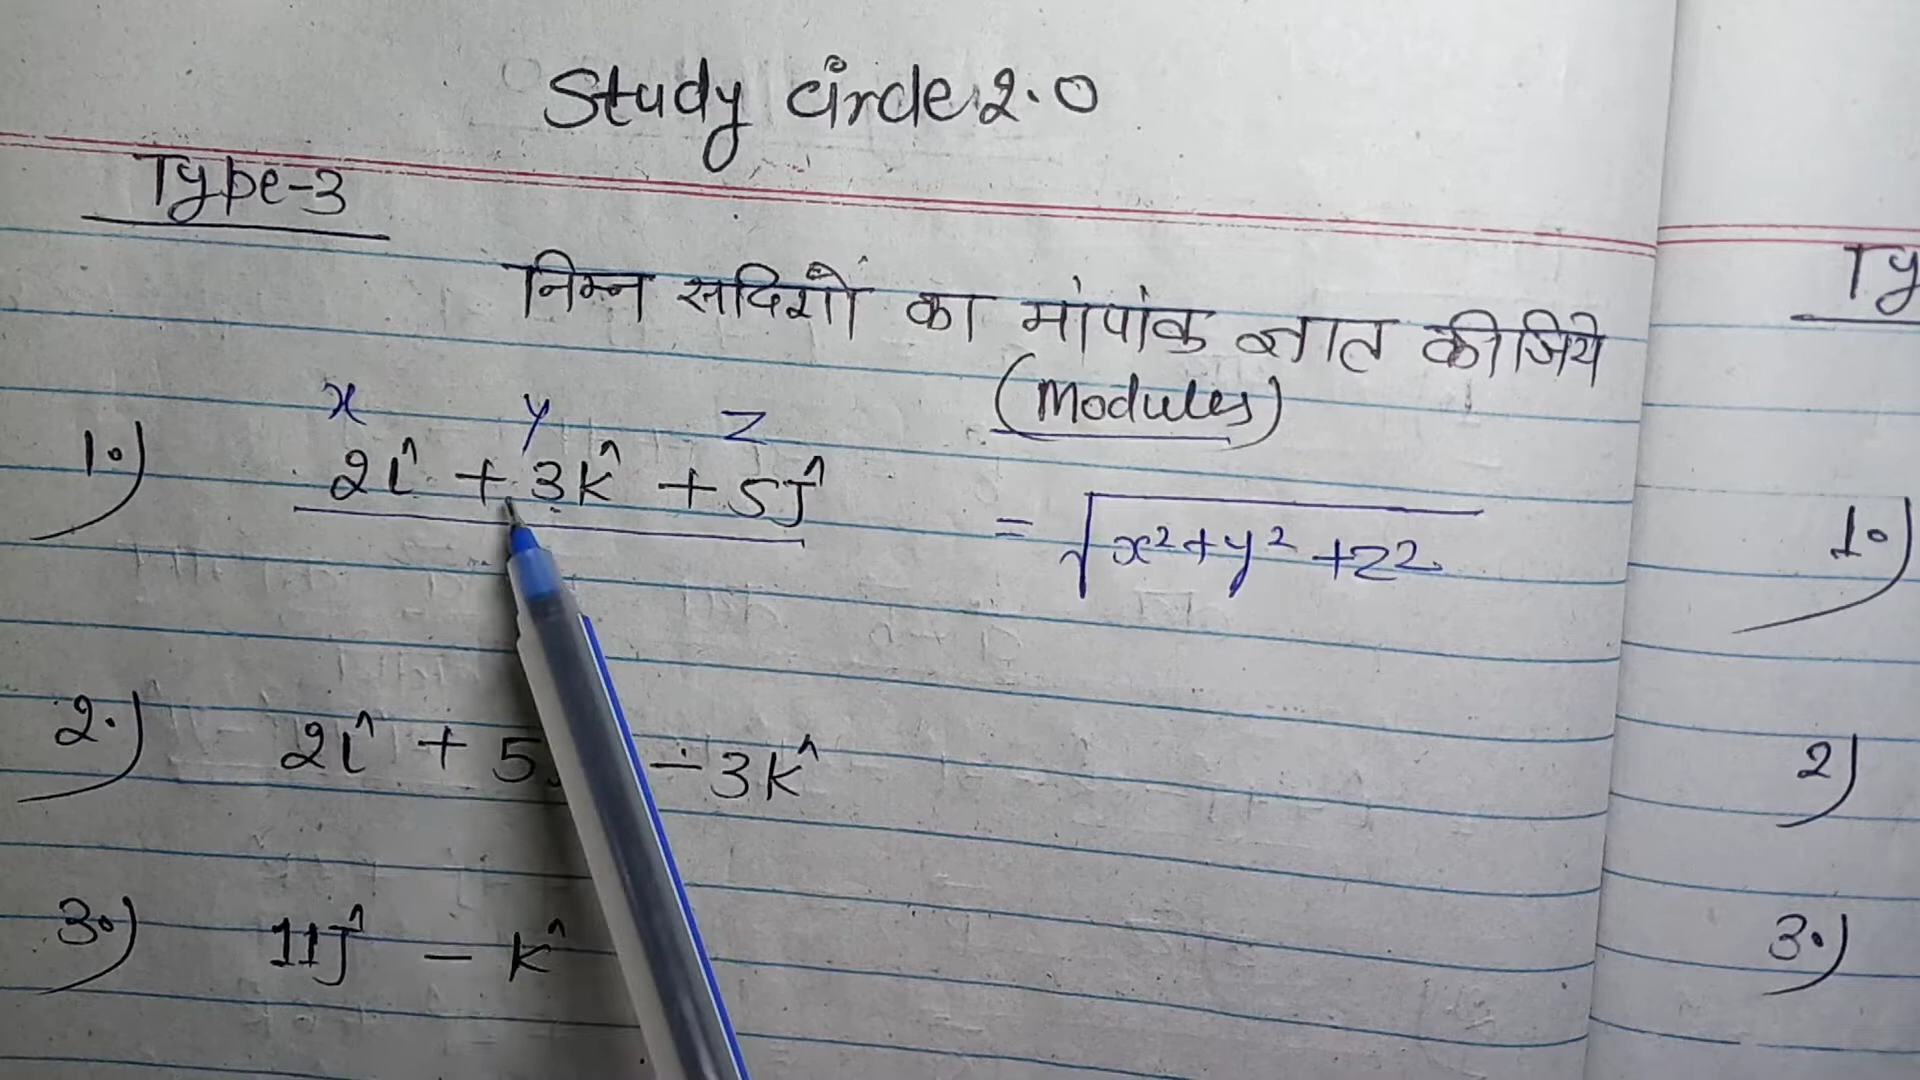 Study circle 2.0
Type-3
निम्न सदिशों का मांपांक ज्ञात कीजिये
(Modules)
x y z
1.) 2î + 3k̂ + 5ĵ = √x²+y²+z²
2.) 2î + 5 - 3k̂
3.) 11ĵ - k̂
Ty
1.)
2)
3.)